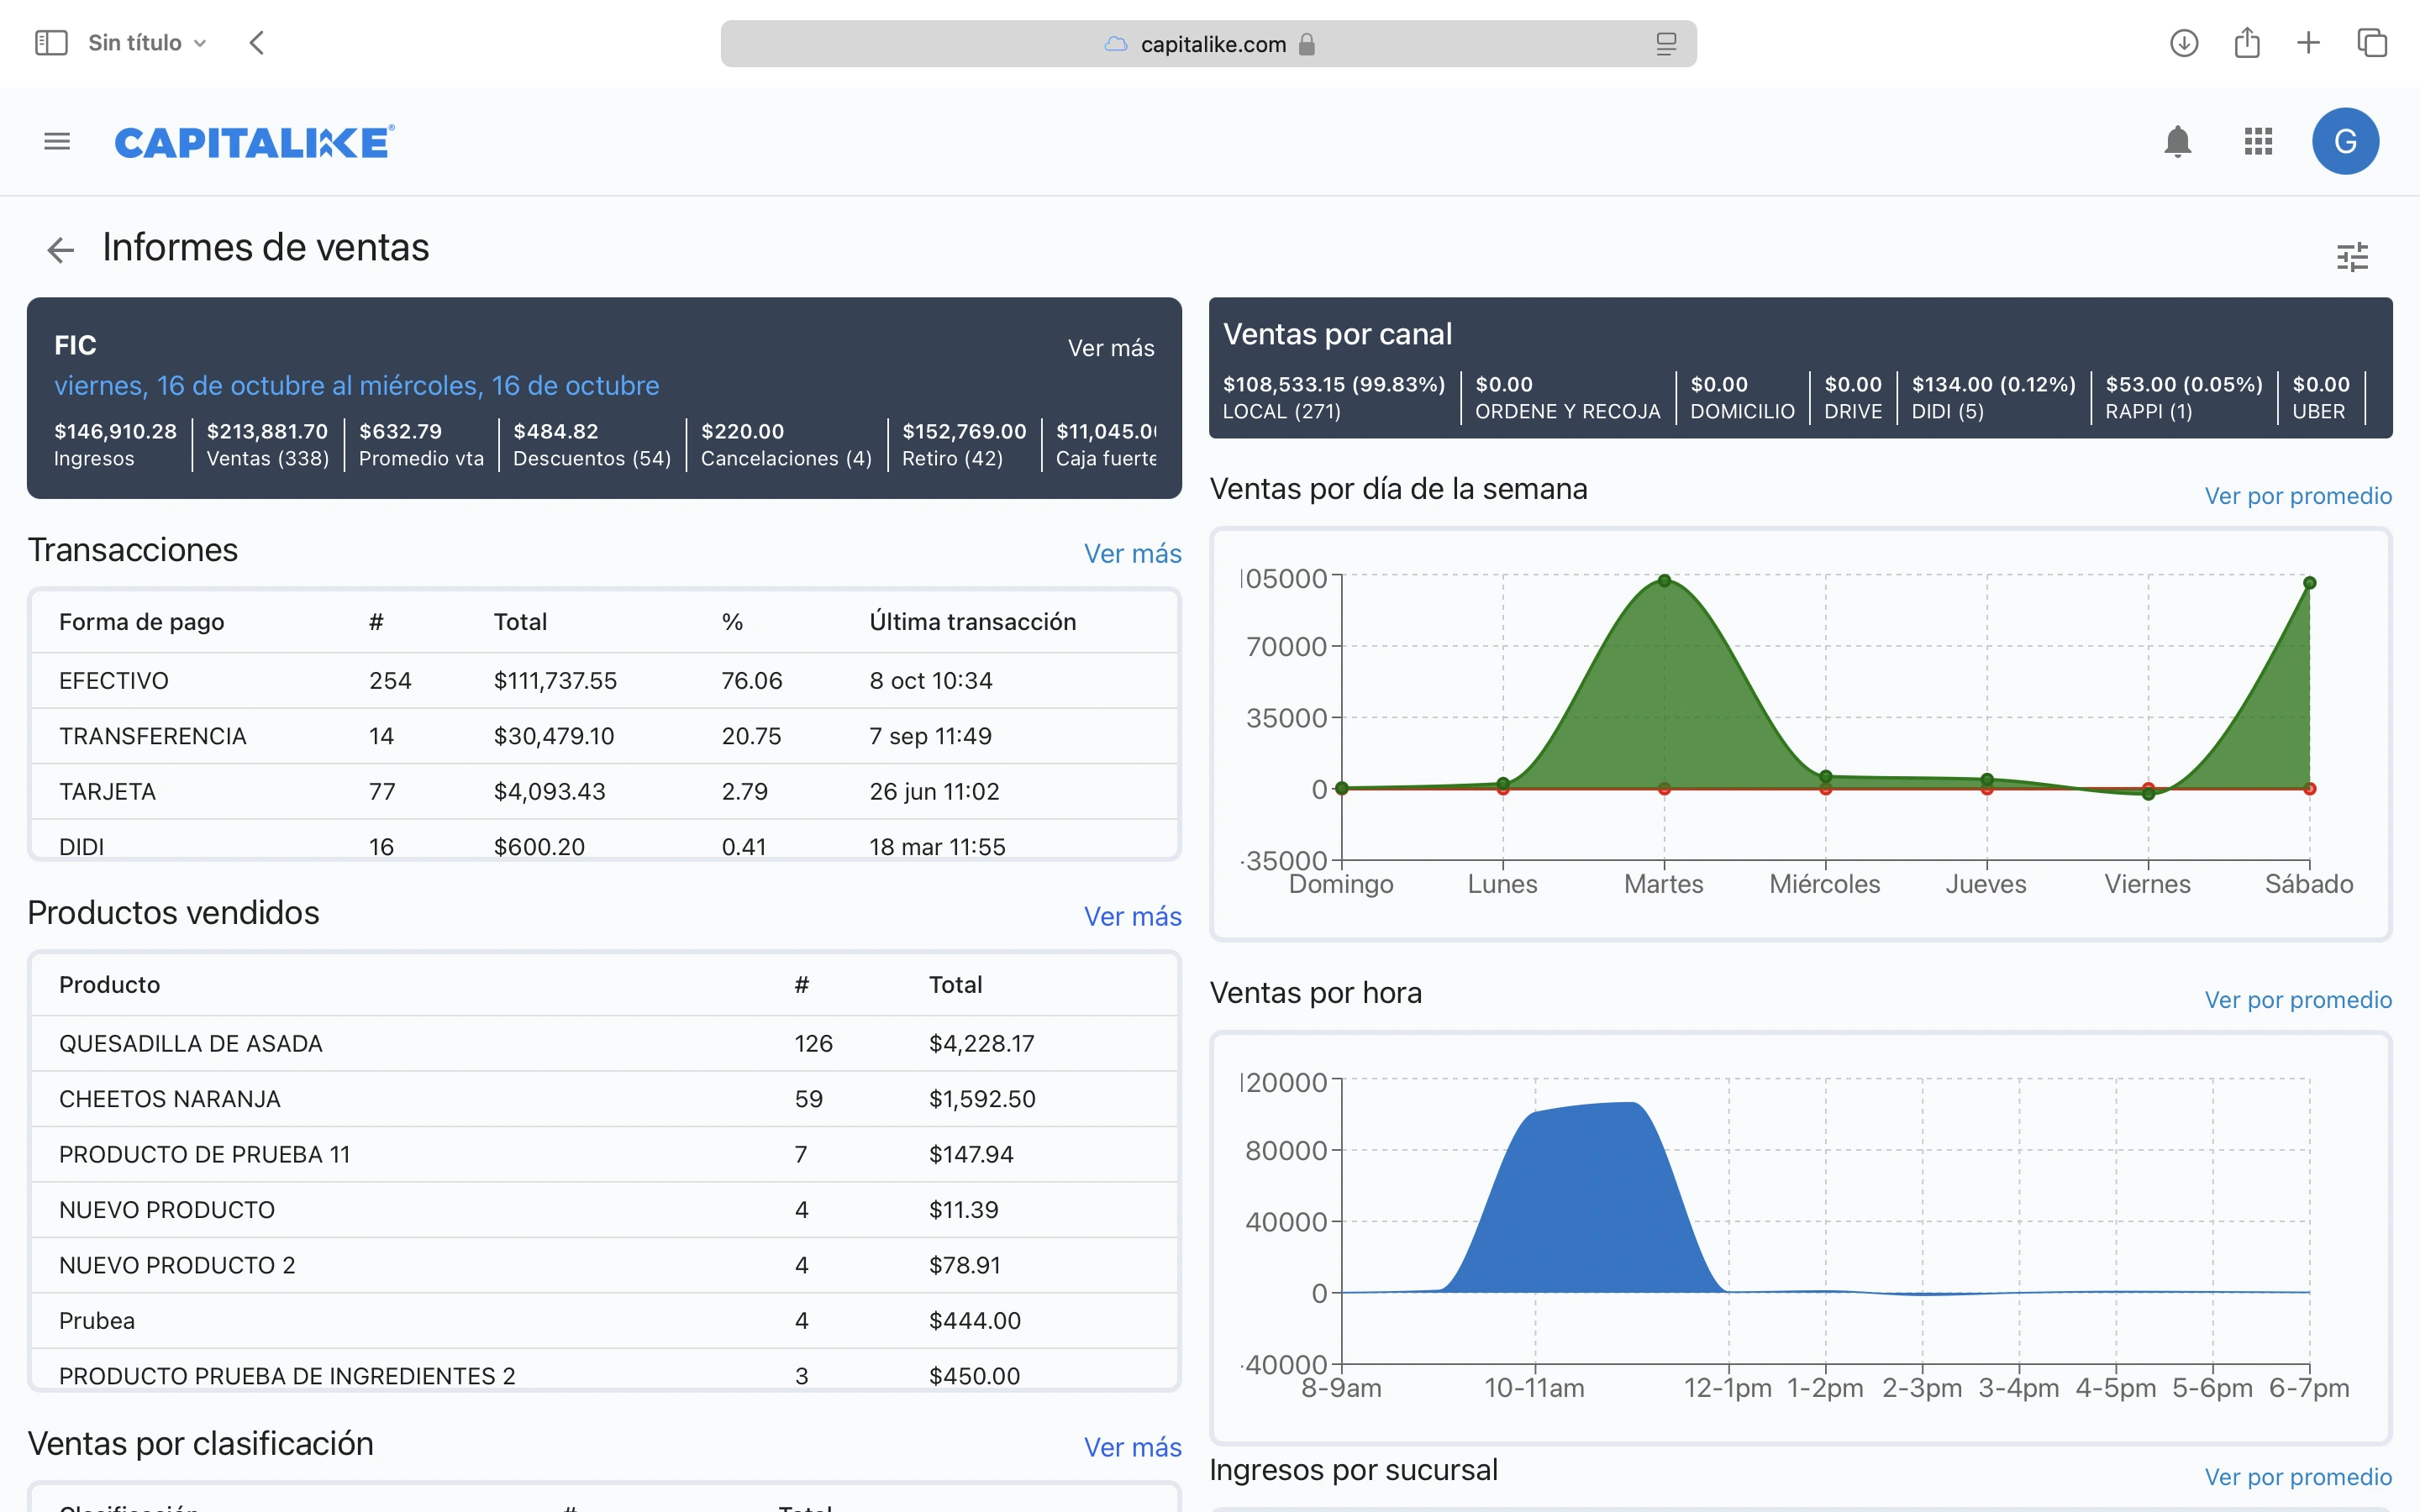 Sin título
capitalike.com
CAPITALIKE®
G
Informes de ventas
FIC
Ver más
viernes, 16 de octubre al miércoles, 16 de octubre
$146,910.28 $213,881.70 $632.79 $484.82 $220.00 $152,769.00 $11,045.0
Ingresos Ventas (338) Promedio vta Descuentos (54) Cancelaciones (4) Retiro (42) Caja fuerte
Transacciones
Ver más
Forma de pago # Total % Última transacción
EFECTIVO 254 $111,737.55 76.06 8 oct 10:34
TRANSFERENCIA 14 $30,479.10 20.75 7 sep 11:49
TARJETA 77 $4,093.43 2.79 26 jun 11:02
DIDI 16 $600.20 0.41 18 mar 11:55
Productos vendidos
Ver más
Producto # Total
QUESADILLA DE ASADA 126 $4,228.17
CHEETOS NARANJA 59 $1,592.50
PRODUCTO DE PRUEBA 11 7 $147.94
NUEVO PRODUCTO 4 $11.39
NUEVO PRODUCTO 2 4 $78.91
Prubea 4 $444.00
PRODUCTO PRUEBA DE INGREDIENTES 2 3 $450.00
Ventas por clasificación
Ver más
Ventas por canal
$108,533.15 (99.83%) $0.00 $0.00 $0.00 $134.00 (0.12%) $53.00 (0.05%) $0.00
LOCAL (271) ORDENE Y RECOJA DOMICILIO DRIVE DIDI (5) RAPPI (1) UBER
Ventas por día de la semana
Ver por promedio
105000
70000
35000
0
-35000
Domingo Lunes Martes Miércoles Jueves Viernes Sábado
Ventas por hora
Ver por promedio
120000
80000
40000
0
-40000
8-9am 10-11am 12-1pm 1-2pm 2-3pm 3-4pm 4-5pm 5-6pm 6-7pm
Ingresos por sucursal
Ver por promedio